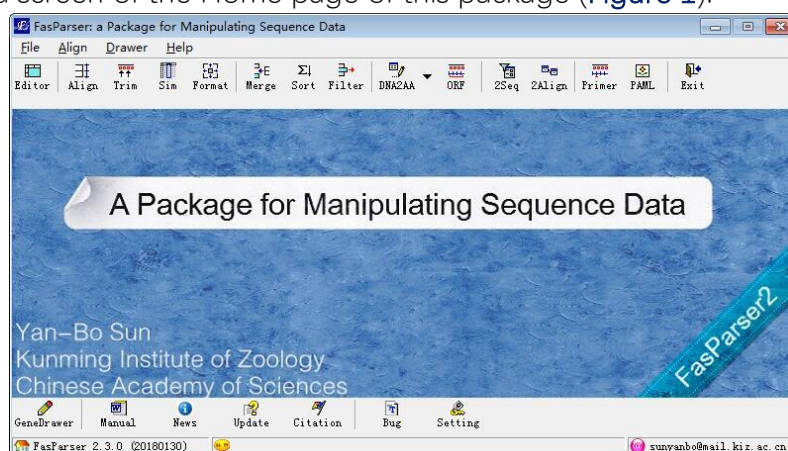 screen of the Home page of this package (Figure 1).
FasParser: a Package for Manipulating Sequence Data
File Align Drawer Help
Editor Align Trim Sim Format Merge Sort Filter DNA2AA ORF 2Seq 2Align Primer PAML Exit
A Package for Manipulating Sequence Data
FasParser2
Yan-Bo Sun
Kunming Institute of Zoology
Chinese Academy of Sciences
GeneDrawer Manual News Update Citation Bug Setting
FasParser 2.3.0 (20180130) sunyanbo@mail.kiz.ac.cn